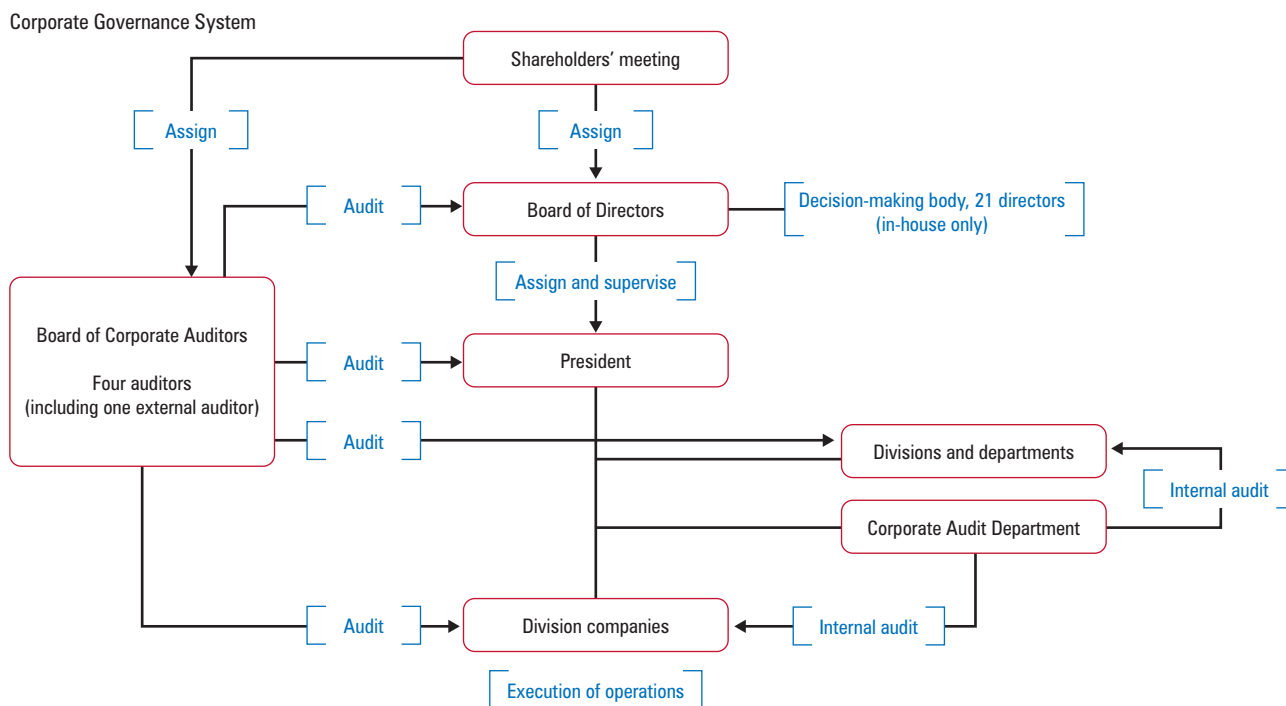 Corporate Governance System
Shareholders’ meeting
Assign
Assign
Audit
Board of Directors
Decision-making body, 21 directors
(in-house only)
Assign and supervise
Board of Corporate Auditors
Four auditors
(including one external auditor)
Audit
President
Audit
Divisions and departments
Internal audit
Corporate Audit Department
Audit
Division companies
Internal audit
Execution of operations